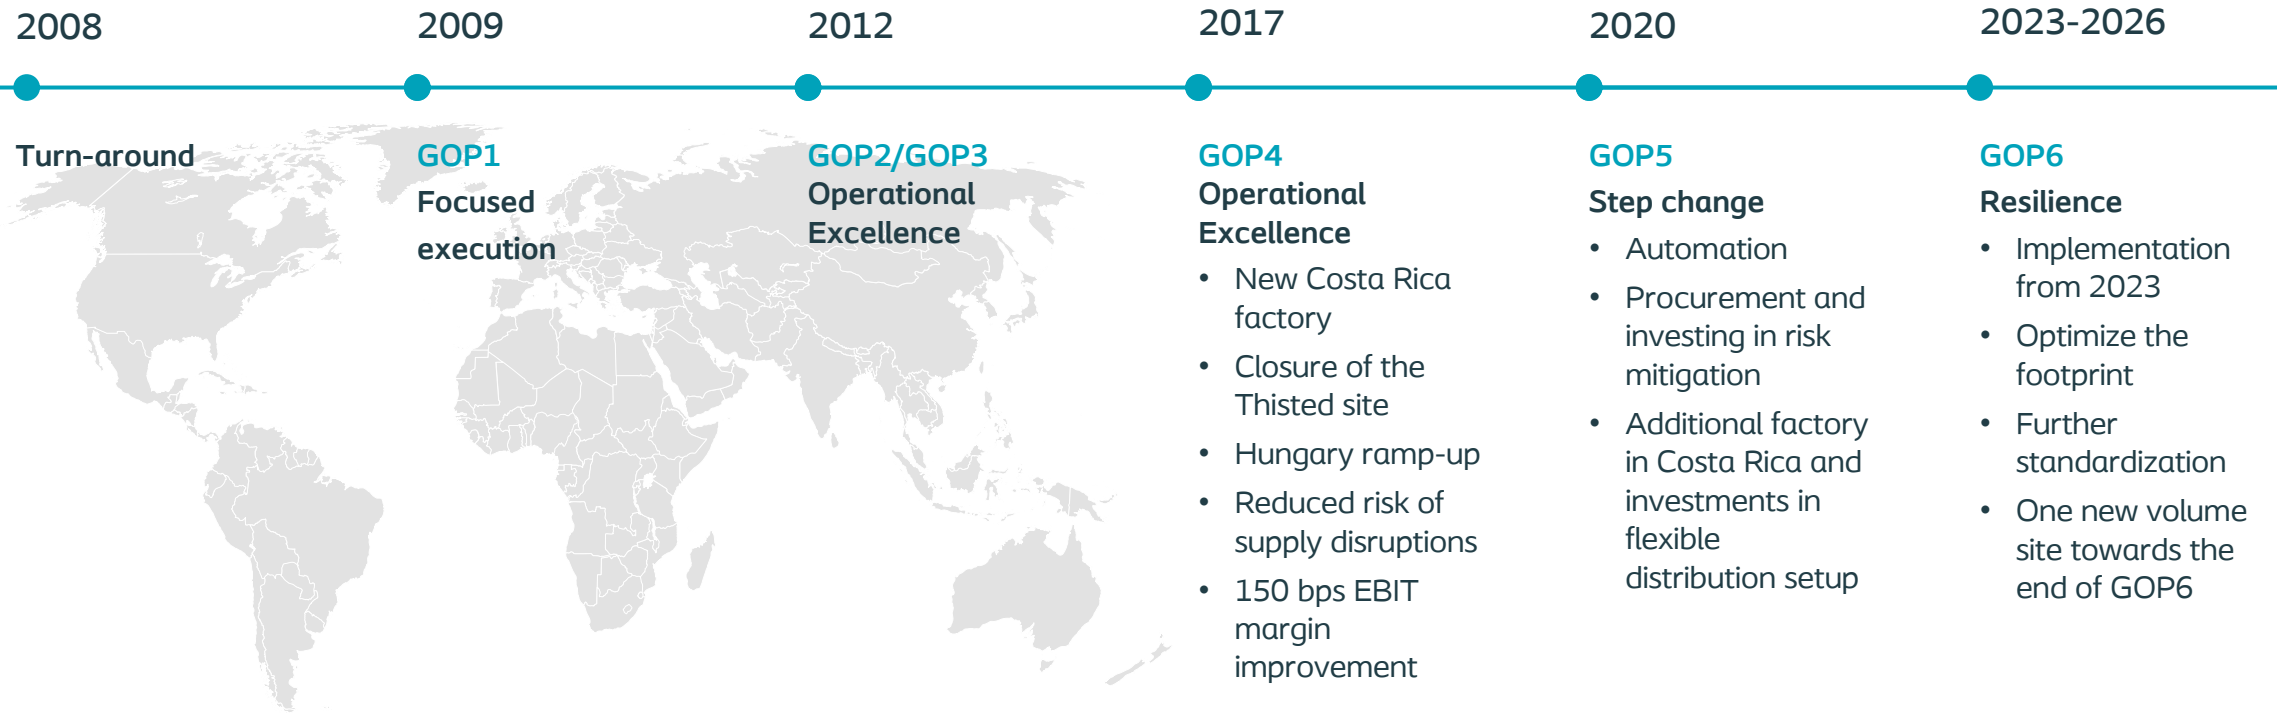 2008
Turn-around
2009
GOP1
Focused
execution
2012
GOP2/GOP3
Operational
Excellence
2017
GOP4
Operational
Excellence
• New Costa Rica
factory
• Closure of the
Thisted site
• Hungary ramp-up
• Reduced risk of
supply disruptions
• 150 bps EBIT
margin
improvement
2020
GOP5
Step change
• Automation
• Procurement and
investing in risk
mitigation
• Additional factory
in Costa Rica and
investments in
flexible
distribution setup
2023-2026
GOP6
Resilience
• Implementation
from 2023
• Optimize the
footprint
• Further
standardization
• One new volume
site towards the
end of GOP6